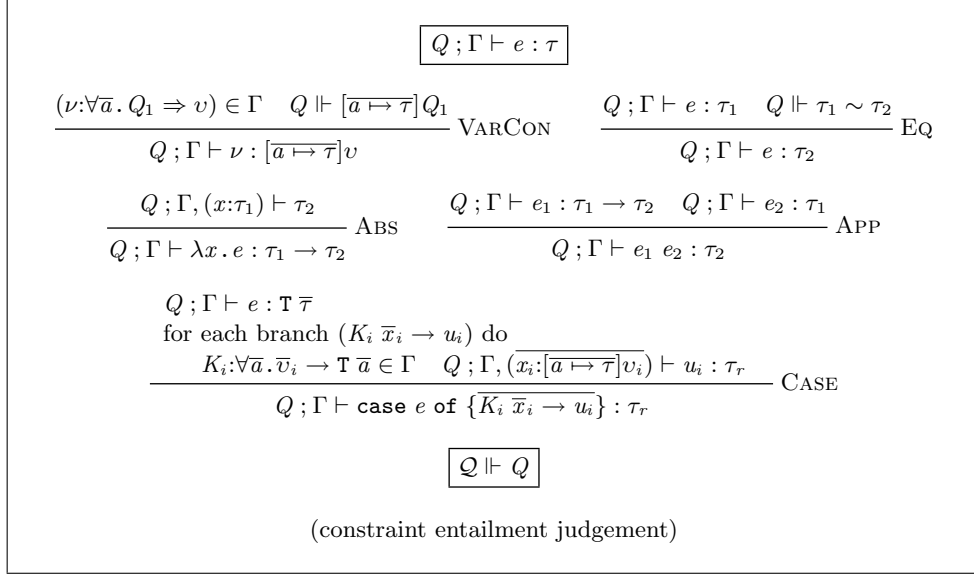 Q ; Γ ⊢ e : τ
(ν:∀a̅ . Q₁ ⇒ υ) ∈ Γ    Q ⊩ [a̅ ↦ τ̅]Q₁
Q ; Γ ⊢ ν : [a̅ ↦ τ̅]υ    VarCon
Q ; Γ ⊢ e : τ₁    Q ⊩ τ₁ ∼ τ₂
Q ; Γ ⊢ e : τ₂    Eq
Q ; Γ, (x:τ₁) ⊢ τ₂
Q ; Γ ⊢ λx . e : τ₁ → τ₂    Abs
Q ; Γ ⊢ e₁ : τ₁ → τ₂    Q ; Γ ⊢ e₂ : τ₁
Q ; Γ ⊢ e₁ e₂ : τ₂    App
Q ; Γ ⊢ e : T τ̅
for each branch (Kᵢ x̅ᵢ → uᵢ) do
Kᵢ:∀a̅. υ̅ᵢ → T a̅ ∈ Γ    Q ; Γ, (x̅ᵢ:[a̅ ↦ τ̅]υᵢ) ⊢ uᵢ : τᵣ
Q ; Γ ⊢ case e of {Kᵢ x̅ᵢ → uᵢ} : τᵣ    Case
𝒬 ⊩ Q
(constraint entailment judgement)